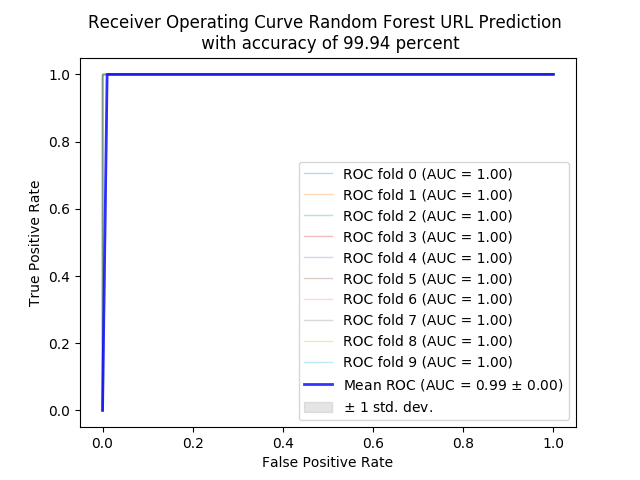 Receiver Operating Curve Random Forest URL Prediction
with accuracy of 99.94 percent
1.0
0.8
0.6
0.4
0.2
0.0
True Positive Rate
ROC fold 0 (AUC = 1.00)
ROC fold 1 (AUC = 1.00)
ROC fold 2 (AUC = 1.00)
ROC fold 3 (AUC = 1.00)
ROC fold 4 (AUC = 1.00)
ROC fold 5 (AUC = 1.00)
ROC fold 6 (AUC = 1.00)
ROC fold 7 (AUC = 1.00)
ROC fold 8 (AUC = 1.00)
ROC fold 9 (AUC = 1.00)
Mean ROC (AUC = 0.99 ± 0.00)
± 1 std. dev.
0.0 0.2 0.4 0.6 0.8 1.0
False Positive Rate